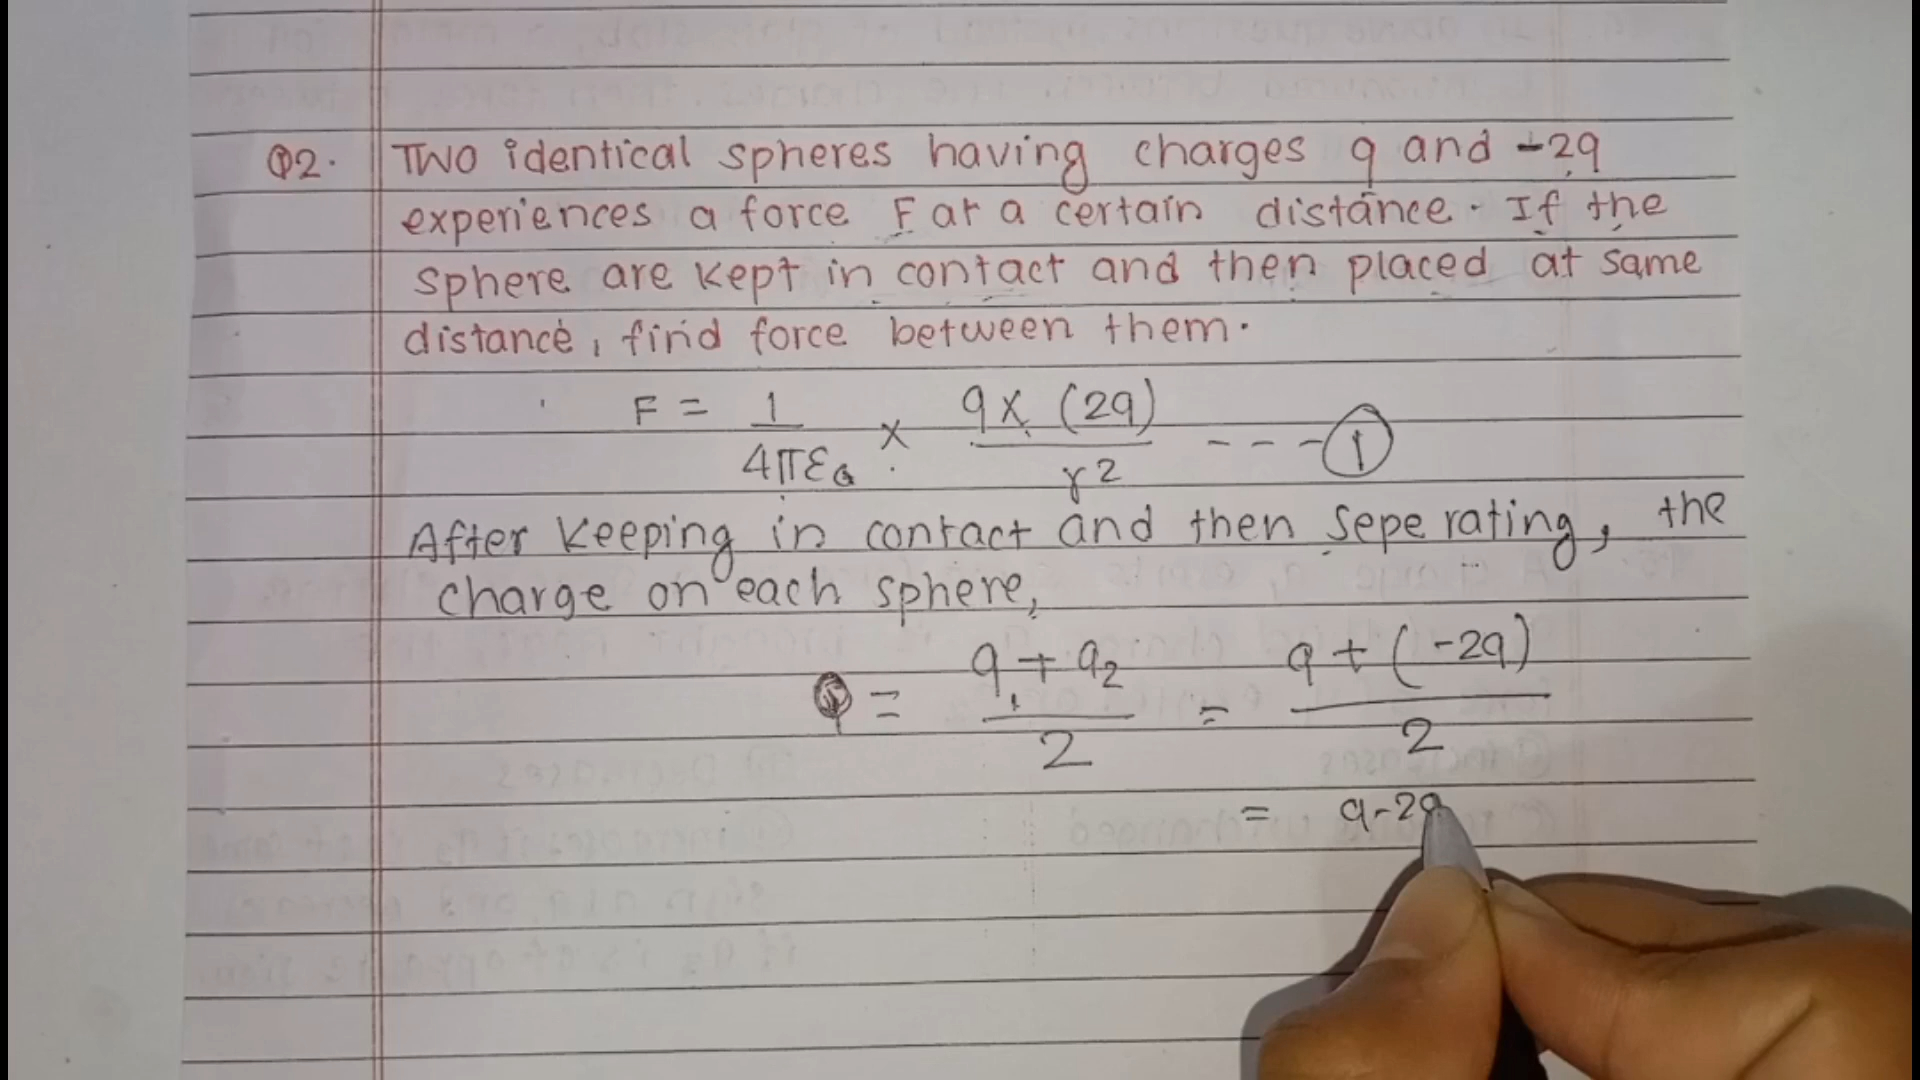 Q2. Two identical spheres having charges q and -2q
experiences a force F at a certain distance. If the
sphere are kept in contact and then placed at same
distance, find force between them.
F = 1/4πε₀ × q × (2q)/r² ---- ①
After keeping in contact and then seperating, the
charge on each sphere,
Q = q₁ + q₂/2 = q + (-2q)/2
= q-2q